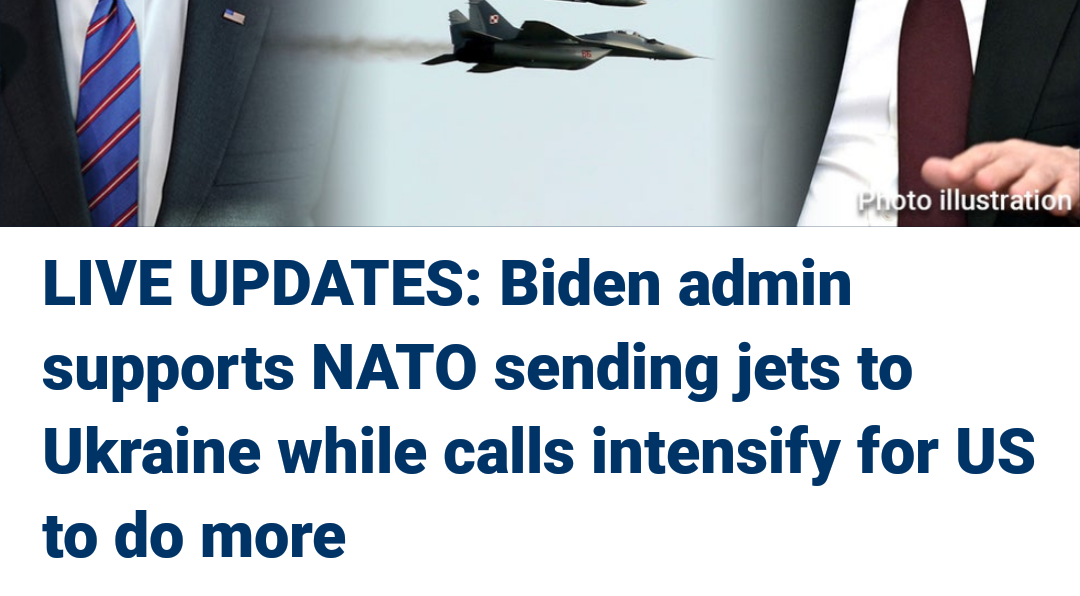 Photo illustration
LIVE UPDATES: Biden admin
supports NATO sending jets to
Ukraine while calls intensify for US
to do more